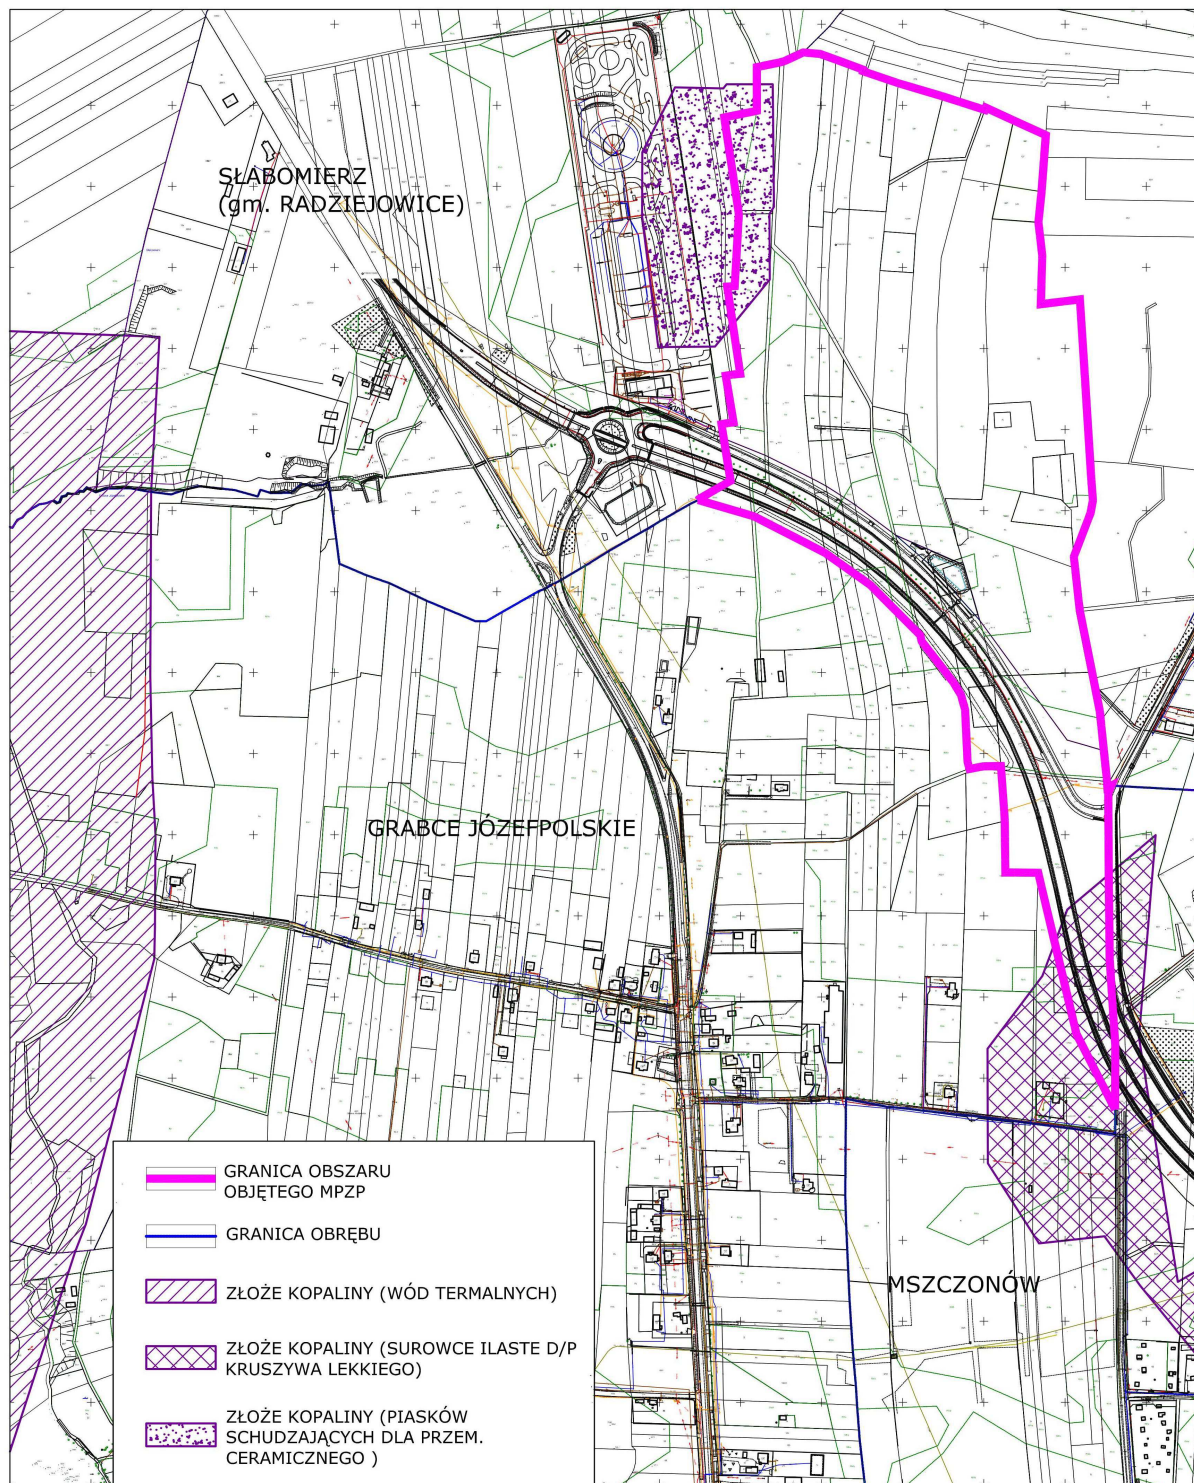 SŁABOMIERZ
(gm. RADZIEJOWICE)
GRABCE JÓZEFPOLSKIE
MSZCZONÓW
GRANICA OBSZARU
OBJĘTEGO MPZP
GRANICA OBRĘBU
ZŁOŻE KOPALINY (WÓD TERMALNYCH)
ZŁOŻE KOPALINY (SUROWCE ILASTE D/P
KRUSZYWA LEKKIEGO)
ZŁOŻE KOPALINY (PIASKÓW
SCHUDZAJĄCYCH DLA PRZEM.
CERAMICZNEGO )